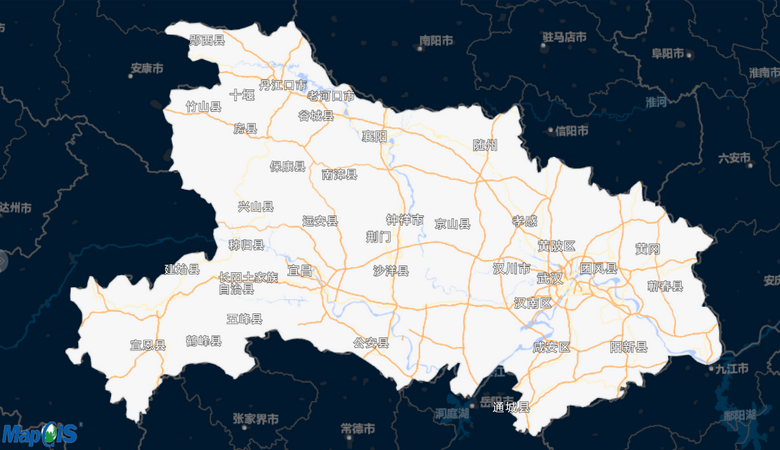 郧西县
南阳市
驻马店市
阜阳市
安康市
淮南市
丹江口市
十堰
老河口市
竹山县
谷城县
淮河
房县
襄阳
信阳市
随州
六安市
保康县
南漳县
兴山县
达州市
远安县
钟祥市
京山县
孝感
荆门
秭归县
黄陂区
黄冈
建始县
宜昌
沙洋县
汉川市
团风县
长阳土家族
自治县
武汉
蕲春县
汉南区
五峰县
宣恩县
鹤峰县
公安县
咸安区
阳新县
九江市
岳阳市
通城县
洞庭湖
鄱阳湖
张家界市
常德市
MapGIS